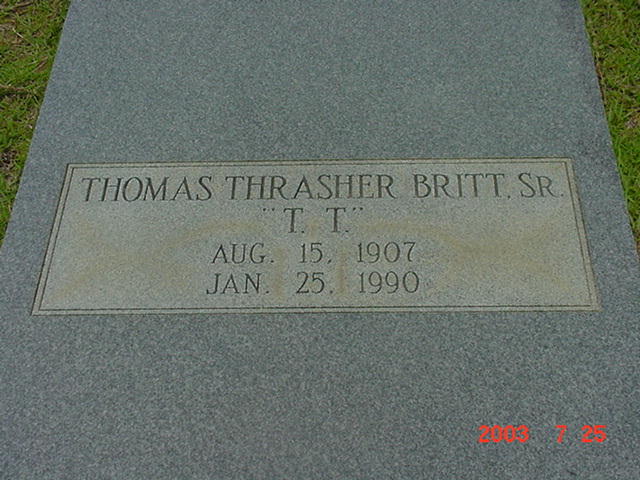 THOMAS THRASHER BRITT, SR.
"T. T."
AUG. 15, 1907
JAN. 25, 1990
2003 7 25